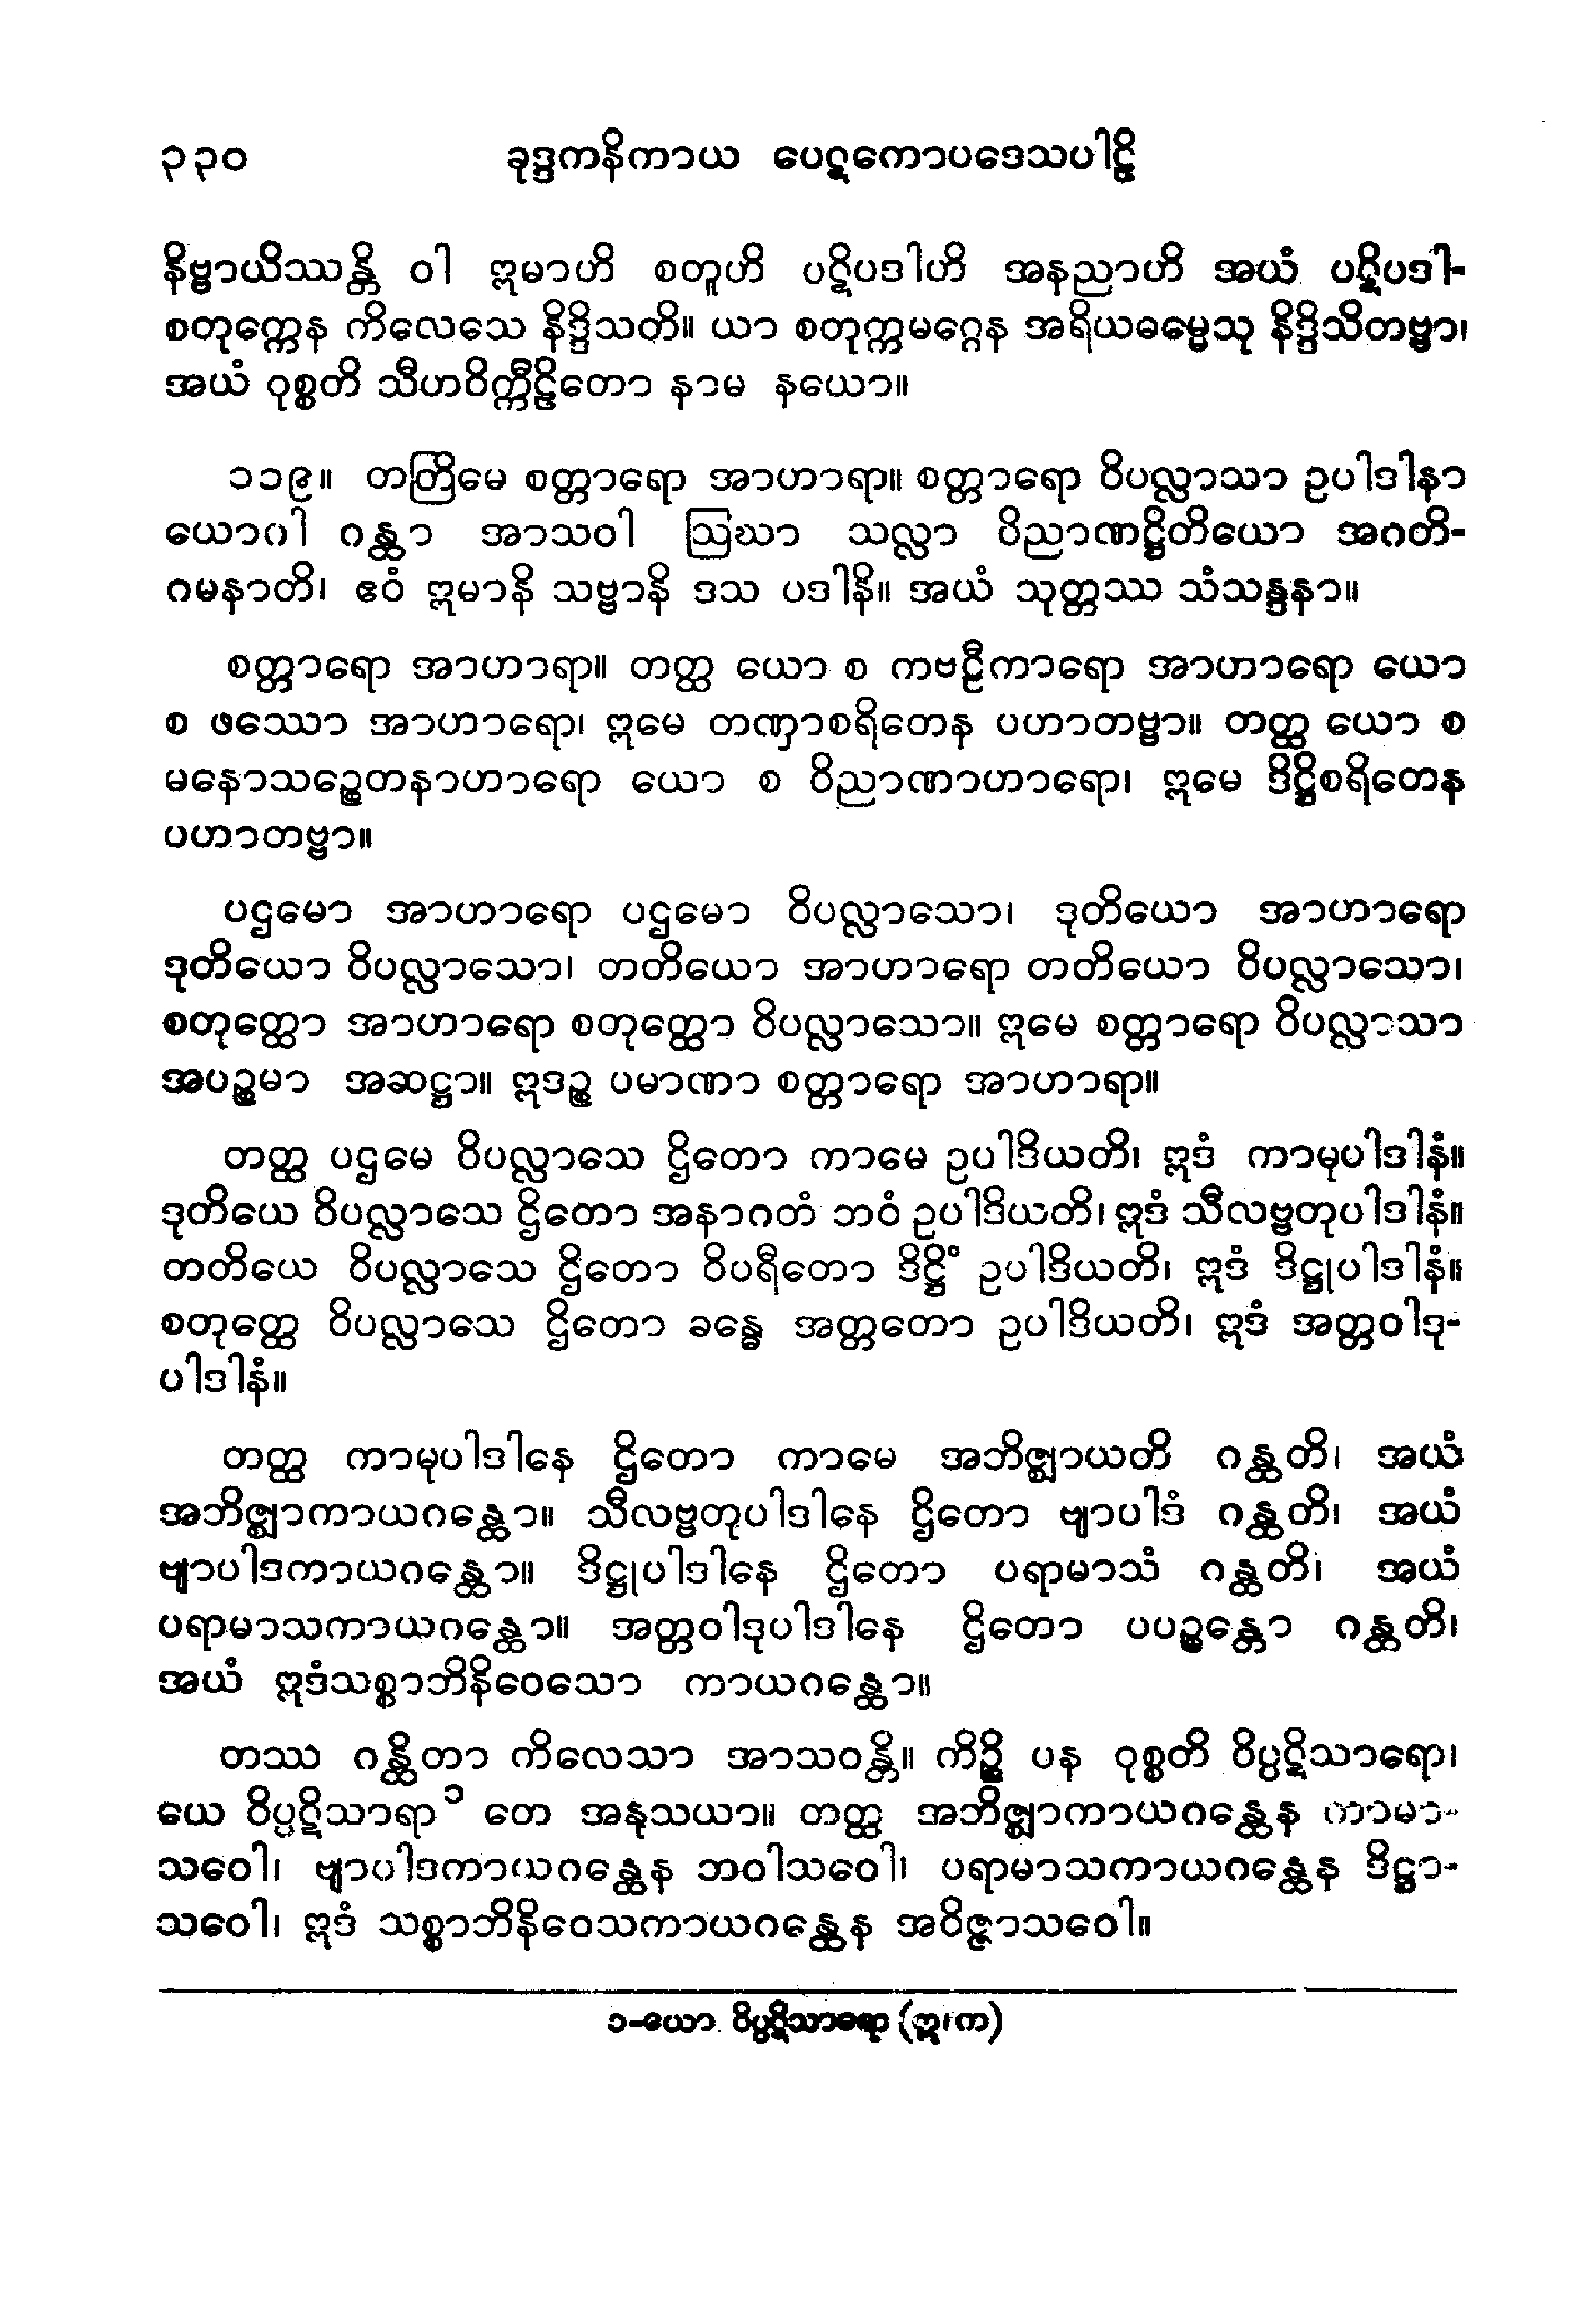 ၃၃၀ ခုဒ္ဒကနိကာယ ပေဋကောပဒေသပါဠိ
နိဗ္ဗာယိဿန္တိ ဝါ ဣမာဟိ စတူဟိ ပဋိပဒါဟိ အနညာဟိ အယံ ပဋိပဒါ-
စတုက္ကေန ကိလေသေ နိဒ္ဒိသတိ။ ယာ စတုက္ကမဂ္ဂေန အရိယဓမ္မေသု နိဒ္ဒိသိတဗ္ဗာ၊
အယံ ဝုစ္စတိ သီဟဝိက္ကီဠိတော နာမ နယော။
၁၁၉။ တတြိမေ စတ္တာရော အာဟာရာ။ စတ္တာရော ဝိပလ္လာသာ ဥပါဒါနာ
ယောဂါ ဂန္ထာ အာသဝါ ဩဃာ သလ္လာ ဝိညာဏဋ္ဌိတိယော အဂတိ-
ဂမနာတိ၊ ဧဝံ ဣမာနိ သဗ္ဗာနိ ဒသ ပဒါနိ။ အယံ သုတ္တဿ သံသန္ဒနာ။
စတ္တာရော အာဟာရာ။ တတ္ထ ယော စ ကဗဠီကာရော အာဟာရော ယော
စ ဖဿော အာဟာရော၊ ဣမေ တဏှာစရိတေန ပဟာတဗ္ဗာ။ တတ္ထ ယော စ
မနောသဉ္စေတနာဟာရော ယော စ ဝိညာဏာဟာရော၊ ဣမေ ဒိဋ္ဌိစရိတေန
ပဟာတဗ္ဗာ။
ပဌမော အာဟာရော ပဌမော ဝိပလ္လာသော၊ ဒုတိယော အာဟာရော
ဒုတိယော ဝိပလ္လာသော၊ တတိယော အာဟာရော တတိယော ဝိပလ္လာသော၊
စတုတ္ထော အာဟာရော စတုတ္ထော ဝိပလ္လာသော။ ဣမေ စတ္တာရော ဝိပလ္လာသာ
အပဉ္စမာ အဆဋ္ဌာ။ ဣဒဉ္စ ပမာဏာ စတ္တာရော အာဟာရာ။
တတ္ထ ပဌမေ ဝိပလ္လာသေ ဌိတော ကာမေ ဥပါဒိယတိ၊ ဣဒံ ကာမုပါဒါနံ။
ဒုတိယေ ဝိပလ္လာသေ ဌိတော အနာဂတံ ဘဝံ ဥပါဒိယတိ၊ ဣဒံ သီလဗ္ဗတုပါဒါနံ။
တတိယေ ဝိပလ္လာသေ ဌိတော ဝိပရီတော ဒိဋ္ဌိံ ဥပါဒိယတိ၊ ဣဒံ ဒိဋ္ဌုပါဒါနံ။
စတုတ္ထေ ဝိပလ္လာသေ ဌိတော ခန္ဓေ အတ္တတော ဥပါဒိယတိ၊ ဣဒံ အတ္တဝါဒု-
ပါဒါနံ။
တတ္ထ ကာမုပါဒါနေ ဌိတော ကာမေ အဘိဇ္ဈာယတိ ဂန္ထတိ၊ အယံ
အဘိဇ္ဈာကာယဂန္ထော။ သီလဗ္ဗတုပါဒါနေ ဌိတော ဗျာပါဒံ ဂန္ထတိ၊ အယံ
ဗျာပါဒကာယဂန္ထော။ ဒိဋ္ဌုပါဒါနေ ဌိတော ပရာမာသံ ဂန္ထတိ၊ အယံ
ပရာမာသကာယဂန္ထော။ အတ္တဝါဒုပါဒါနေ ဌိတော ပပဉ္စန္တော ဂန္ထတိ၊
အယံ ဣဒံသစ္စာဘိနိဝေသော ကာယဂန္ထော။
တဿ ဂန္ထိတာ ကိလေသာ အာသဝန္တိ။ ကိဉ္စိ ပန ဝုစ္စတိ ဝိပ္ပဋိသာရော၊
ယေ ဝိပ္ပဋိသာရာ ၁ တေ အနုသယာ။ တတ္ထ အဘိဇ္ဈာကာယဂန္ထေန ကာမာ-
သဝေါ၊ ဗျာပါဒကာယဂန္ထေန ဘဝါသဝေါ၊ ပရာမာသကာယဂန္ထေန ဒိဋ္ဌာ-
သဝေါ၊ ဣဒံ သစ္စာဘိနိဝေသကာယဂန္ထေန အဝိဇ္ဇာသဝေါ။
၁-ယော ဝိပ္ပဋိသာရော (ဣ၊က)